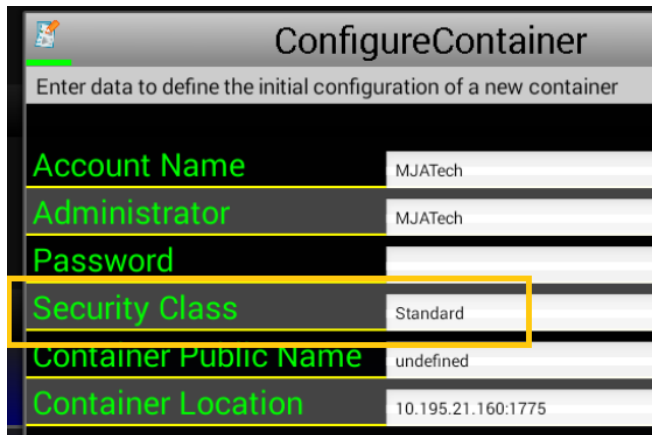 ConfigureContainer
Enter data to define the initial configuration of a new container
Account Name MJATech
Administrator MJATech
Password
Security Class Standard
Container Public Name undefined
Container Location 10.195.21.160:1775